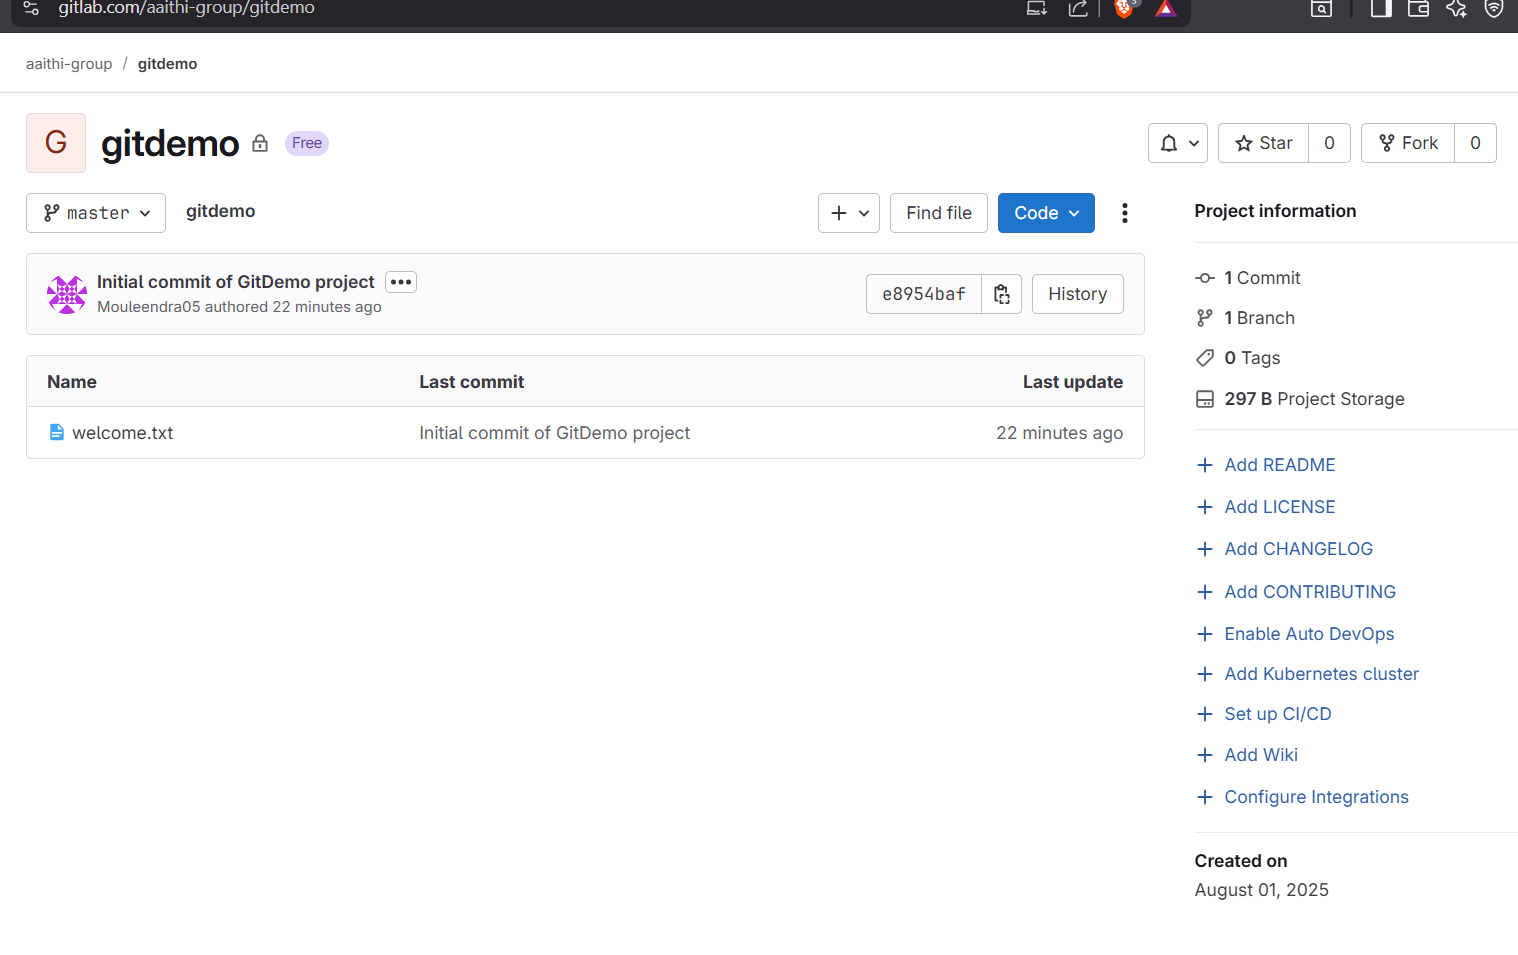 gitlab.com/aaithi-group/gitdemo
aaithi-group / gitdemo
G gitdemo Free
Star 0 Fork 0
master gitdemo Find file Code
Initial commit of GitDemo project
Mouleendra05 authored 22 minutes ago
e8954baf History
Name Last commit Last update
welcome.txt Initial commit of GitDemo project 22 minutes ago
Project information
1 Commit
1 Branch
0 Tags
297 B Project Storage
Add README
Add LICENSE
Add CHANGELOG
Add CONTRIBUTING
Enable Auto DevOps
Add Kubernetes cluster
Set up CI/CD
Add Wiki
Configure Integrations
Created on
August 01, 2025